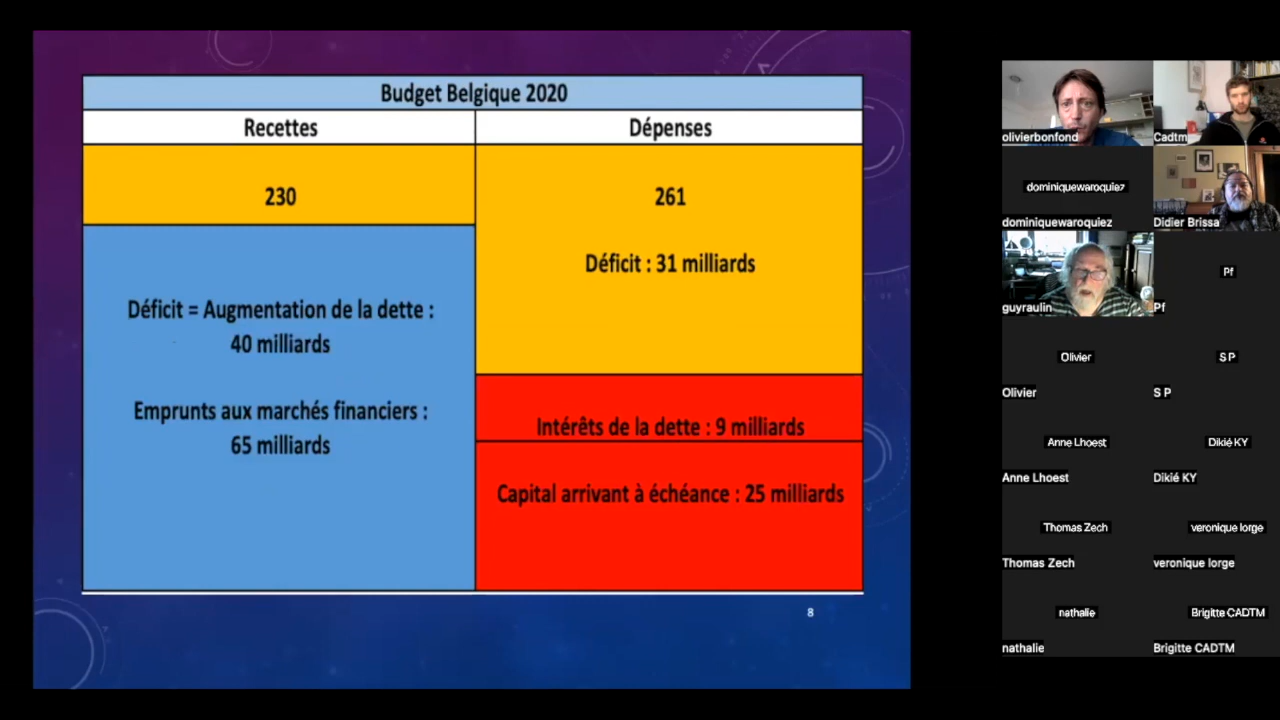 Budget Belgique 2020
Recettes
Dépenses
230
261
Déficit : 31 milliards
Déficit = Augmentation de la dette :
40 milliards
Emprunts aux marchés financiers :
65 milliards
Intérêts de la dette : 9 milliards
Capital arrivant à échéance : 25 milliards
8
olivierbonfond
Cadtm
dominiquewaroquiez
dominiquewaroquiez
Didier Brissa
guyraulin
Pf
Pf
Olivier
Olivier
S P
S P
Anne Lhoest
Anne Lhoest
Dikié KY
Dikié KY
Thomas Zech
Thomas Zech
veronique lorge
veronique lorge
nathalie
nathalie
Brigitte CADTM
Brigitte CADTM